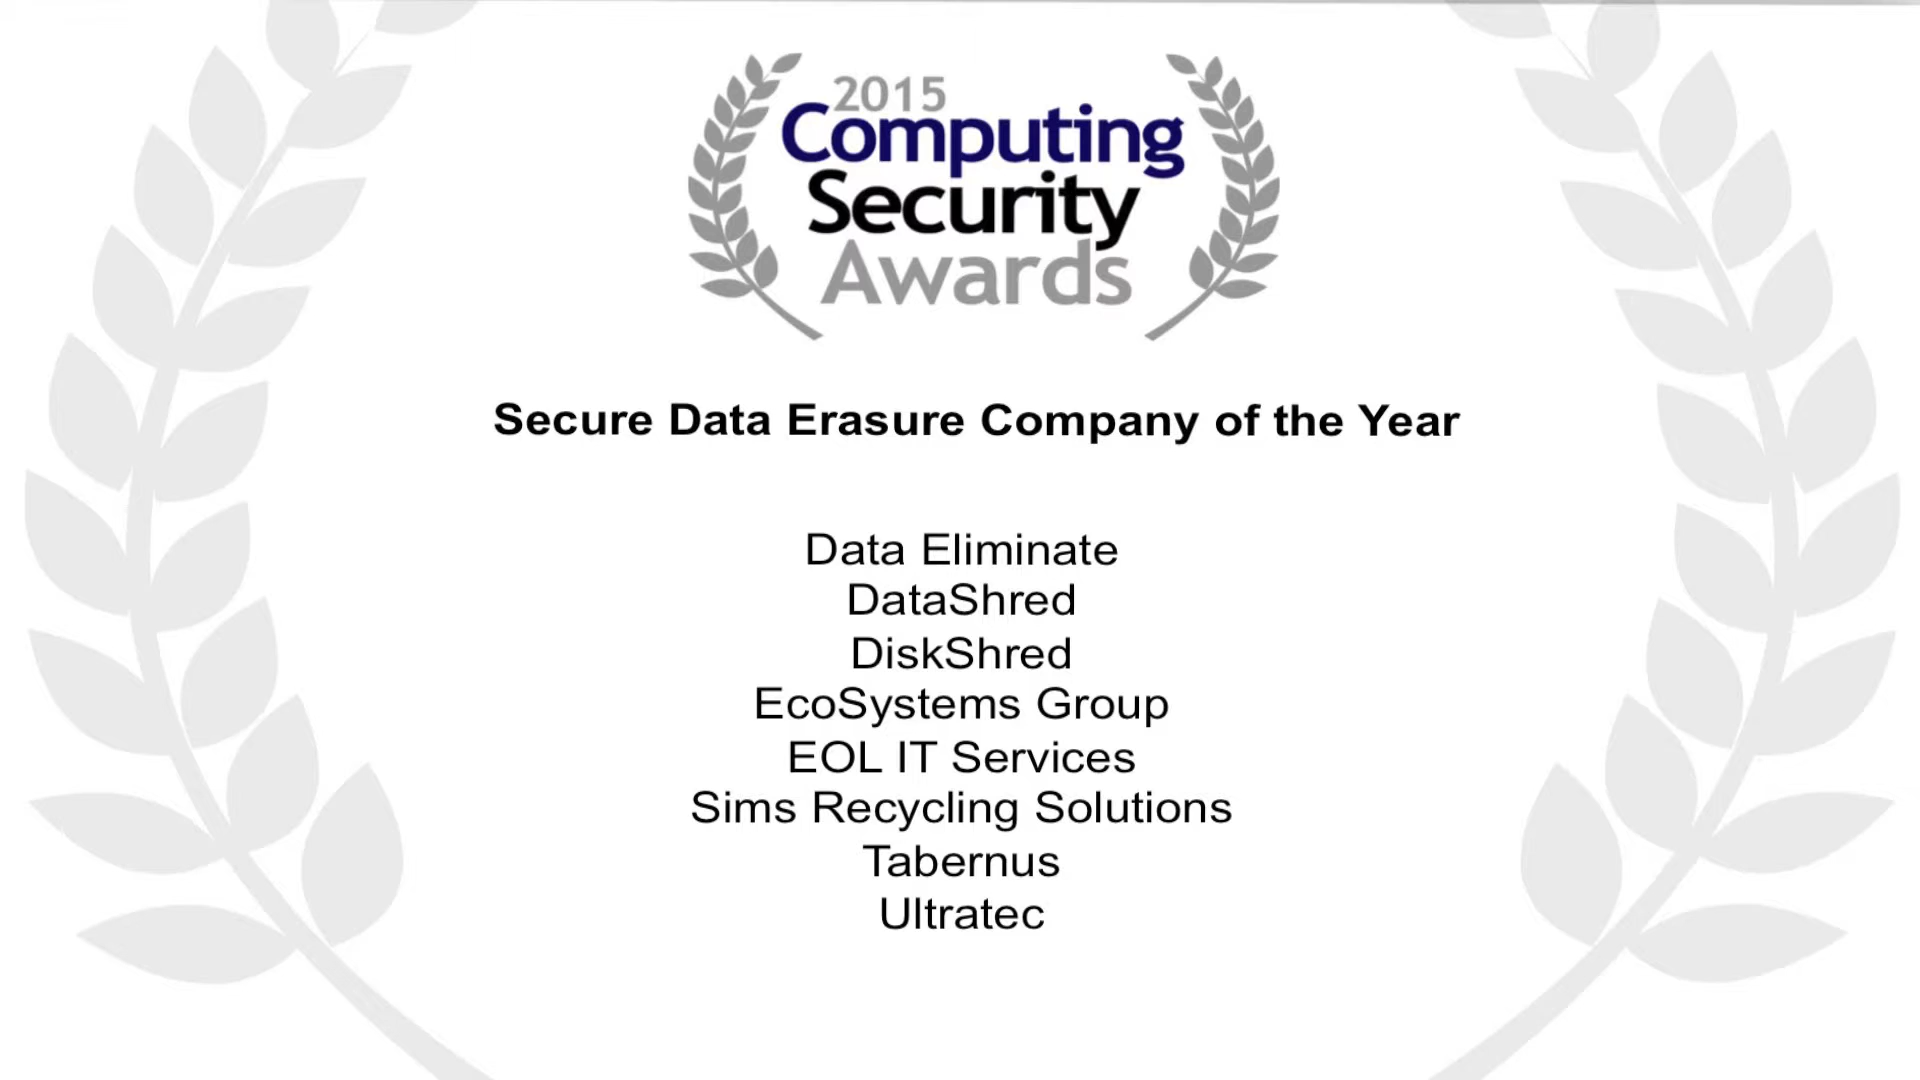 2015
Computing
Security
Awards
Secure Data Erasure Company of the Year
Data Eliminate
DataShred
DiskShred
EcoSystems Group
EOL IT Services
Sims Recycling Solutions
Tabernus
Ultratec